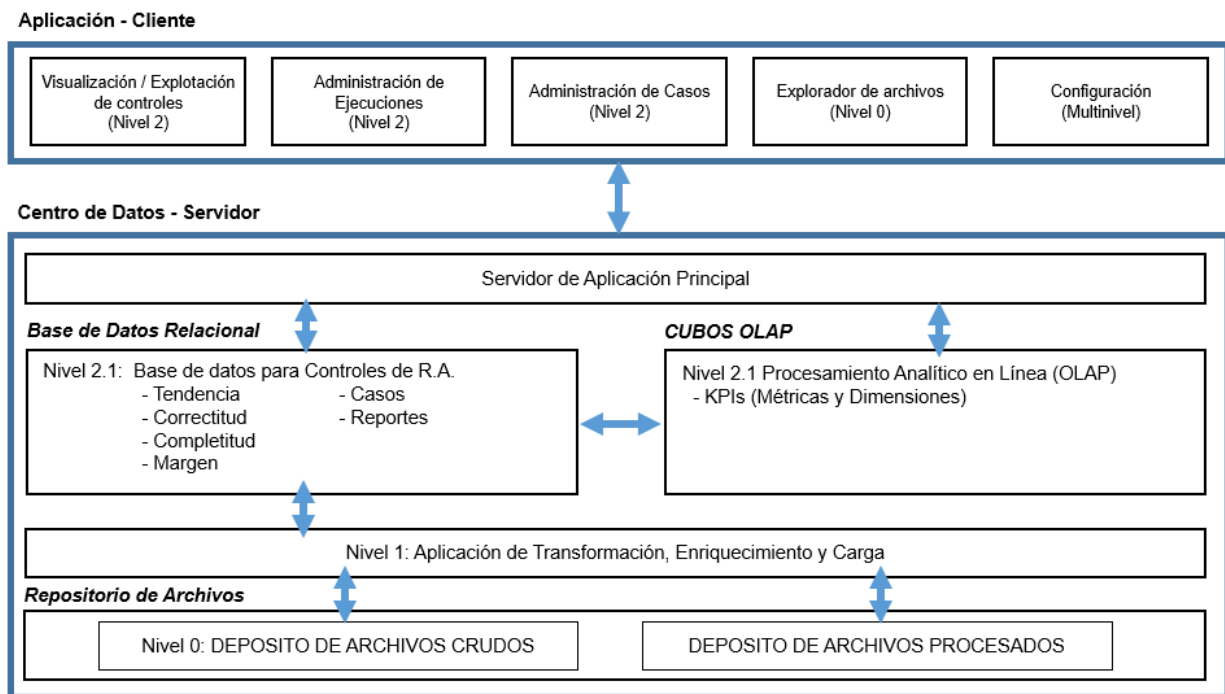 Aplicación - Cliente
Visualización / Explotación
de controles
(Nivel 2)
Administración de
Ejecuciones
(Nivel 2)
Administración de Casos
(Nivel 2)
Explorador de archivos
(Nivel 0)
Configuración
(Multinivel)
Centro de Datos - Servidor
Servidor de Aplicación Principal
Base de Datos Relacional
Nivel 2.1: Base de datos para Controles de R.A.
- Tendencia
- Correctitud
- Completitud
- Margen
- Casos
- Reportes
CUBOS OLAP
Nivel 2.1 Procesamiento Analítico en Línea (OLAP)
- KPIs (Métricas y Dimensiones)
Nivel 1: Aplicación de Transformación, Enriquecimiento y Carga
Repositorio de Archivos
Nivel 0: DEPOSITO DE ARCHIVOS CRUDOS
DEPOSITO DE ARCHIVOS PROCESADOS